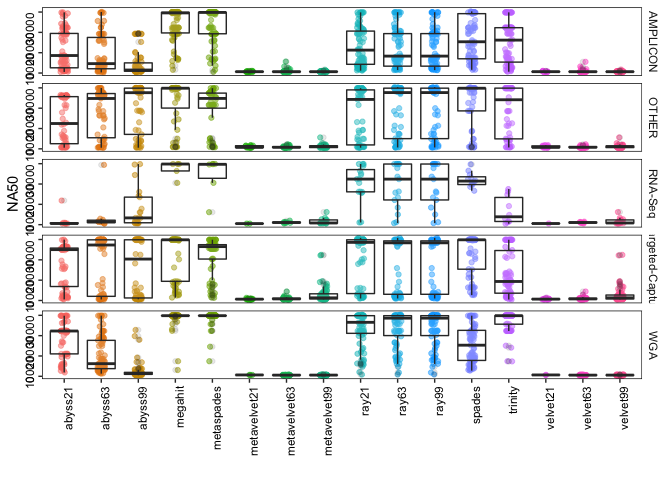 NA50
AMPLICON
OTHER
RNA-Seq
rgeted-Captu
WGA
abyss21
abyss63
abyss99
megahit
metaspades
metavelvet21
metavelvet63
metavelvet99
ray21
ray63
ray99
spades
trinity
velvet21
velvet63
velvet99